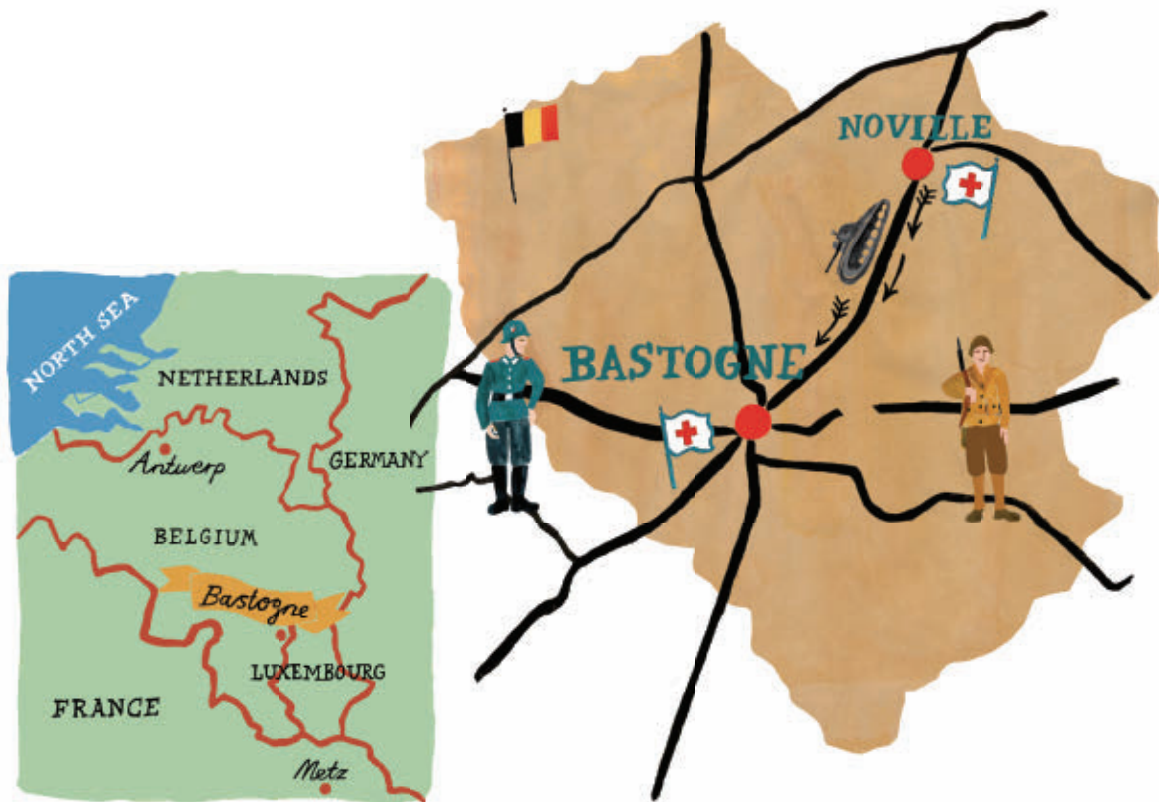 NORTH SEA
NETHERLANDS
Antwerp
GERMANY
BELGIUM
Bastogne
LUXEMBOURG
FRANCE
Metz
NOVILLE
BASTOGNE